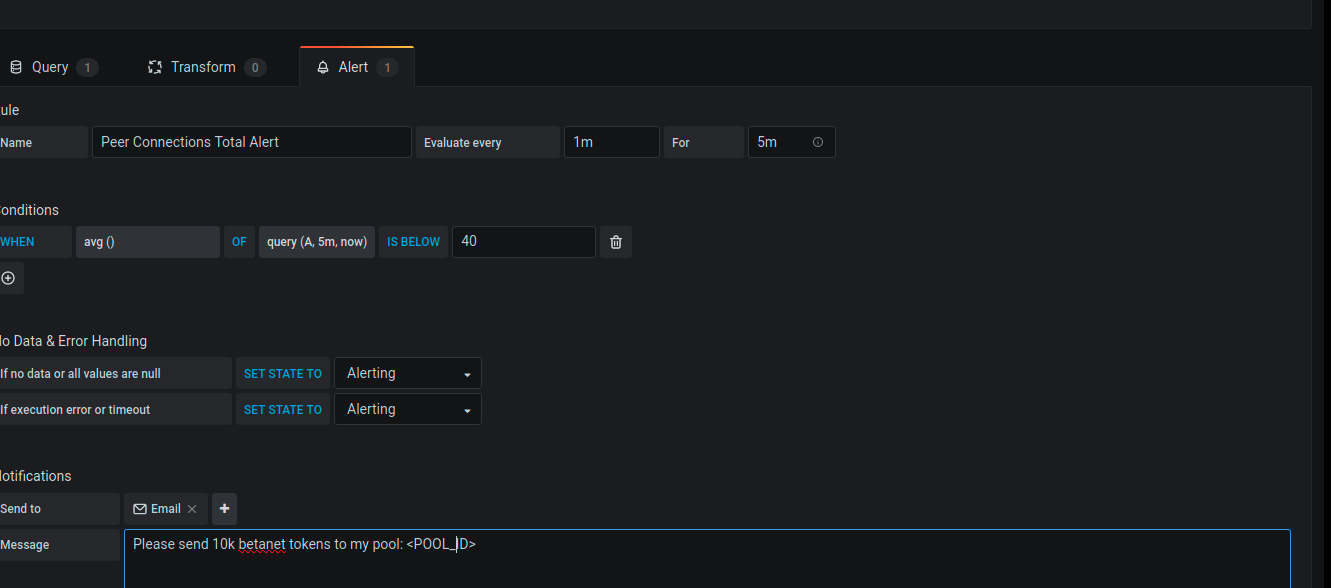 Query 1 Transform 0 Alert 1
ule
Name Peer Connections Total Alert Evaluate every 1m For 5m
onditions
WHEN avg () OF query (A, 5m, now) IS BELOW 40
o Data & Error Handling
If no data or all values are null SET STATE TO Alerting
If execution error or timeout SET STATE TO Alerting
otifications
Send to Email +
Message Please send 10k betanet tokens to my pool: <POOL_ID>